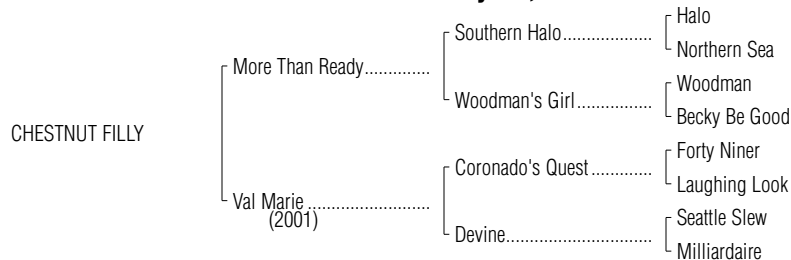 Halo
Southern Halo....................
Northern Sea
More Than Ready..............
Woodman
Woodman's Girl.................
Becky Be Good
CHESTNUT FILLY
Forty Niner
Coronado's Quest.............
Laughing Look
Val Marie ..........................
(2001)
Seattle Slew
Devine................................
Milliardaire